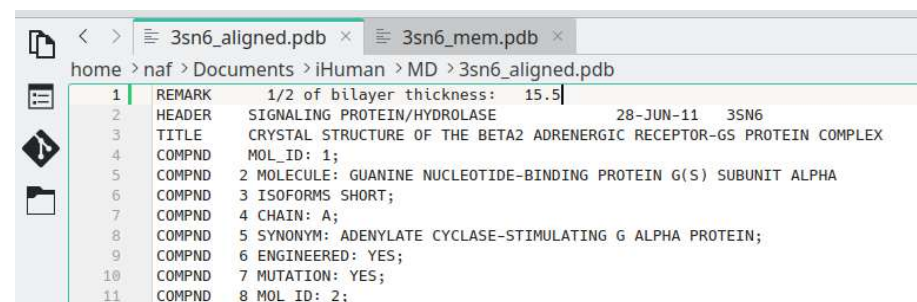 3sn6_aligned.pdb × 3sn6_mem.pdb ×
home > naf > Documents > iHuman > MD > 3sn6_aligned.pdb
1 REMARK 1/2 of bilayer thickness: 15.5
2 HEADER SIGNALING PROTEIN/HYDROLASE 28-JUN-11 3SN6
3 TITLE CRYSTAL STRUCTURE OF THE BETA2 ADRENERGIC RECEPTOR-GS PROTEIN COMPLEX
4 COMPND MOL_ID: 1;
5 COMPND 2 MOLECULE: GUANINE NUCLEOTIDE-BINDING PROTEIN G(S) SUBUNIT ALPHA
6 COMPND 3 ISOFORMS SHORT;
7 COMPND 4 CHAIN: A;
8 COMPND 5 SYNONYM: ADENYLATE CYCLASE-STIMULATING G ALPHA PROTEIN;
9 COMPND 6 ENGINEERED: YES;
10 COMPND 7 MUTATION: YES;
11 COMPND 8 MOL_ID: 2;